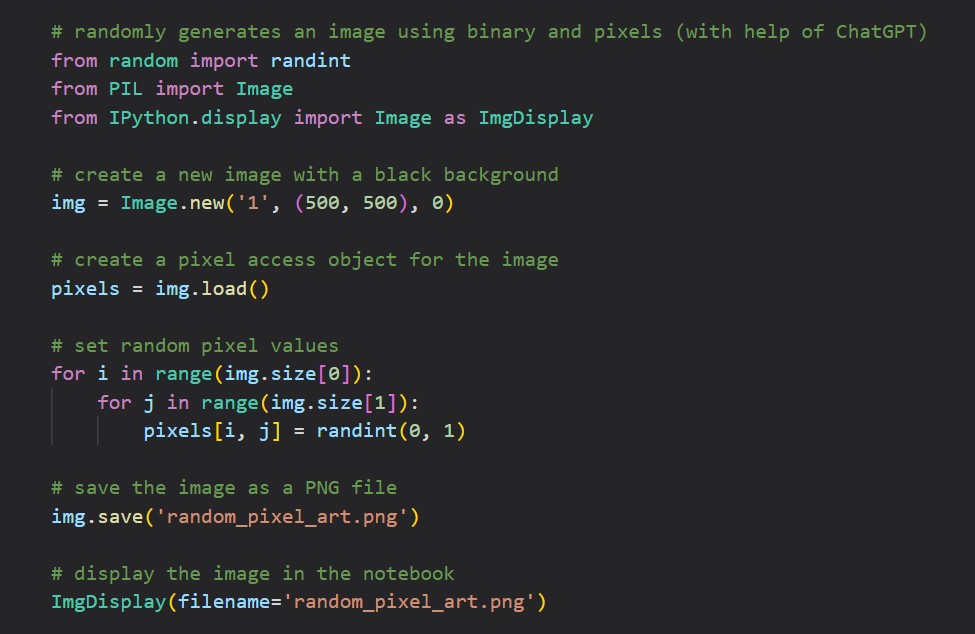 # randomly generates an image using binary and pixels (with help of ChatGPT)
from random import randint
from PIL import Image
from IPython.display import Image as ImgDisplay

# create a new image with a black background
img = Image.new('1', (500, 500), 0)

# create a pixel access object for the image
pixels = img.load()

# set random pixel values
for i in range(img.size[0]):
    for j in range(img.size[1]):
        pixels[i, j] = randint(0, 1)

# save the image as a PNG file
img.save('random_pixel_art.png')

# display the image in the notebook
ImgDisplay(filename='random_pixel_art.png')